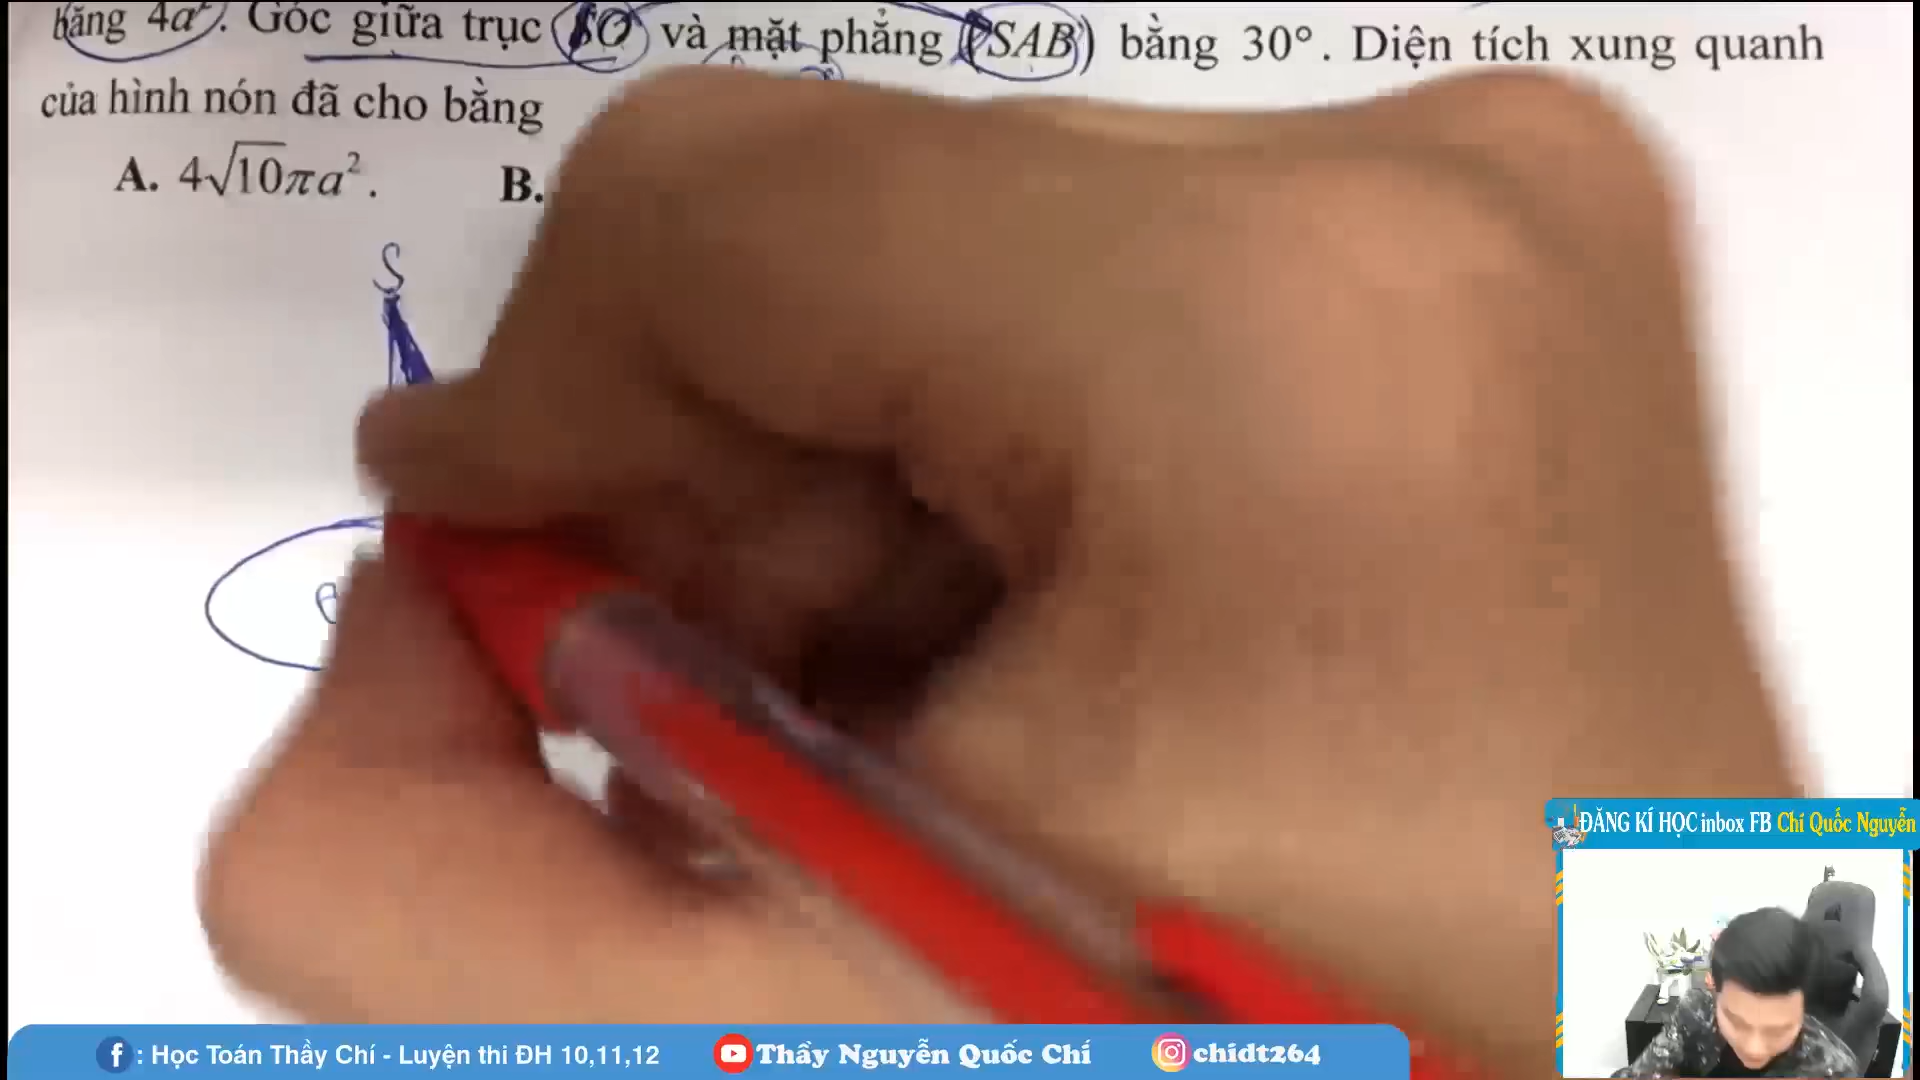 bằng 4a². Góc giữa trục SO và mặt phẳng (SAB) bằng 30°. Diện tích xung quanh
của hình nón đã cho bằng
A. 4√10πa². B.
S
ĐĂNG KÍ HỌC inbox FB Chí Quốc Nguyễn
f : Học Toán Thầy Chí - Luyện thi ĐH 10,11,12 Thầy Nguyễn Quốc Chí chidt264